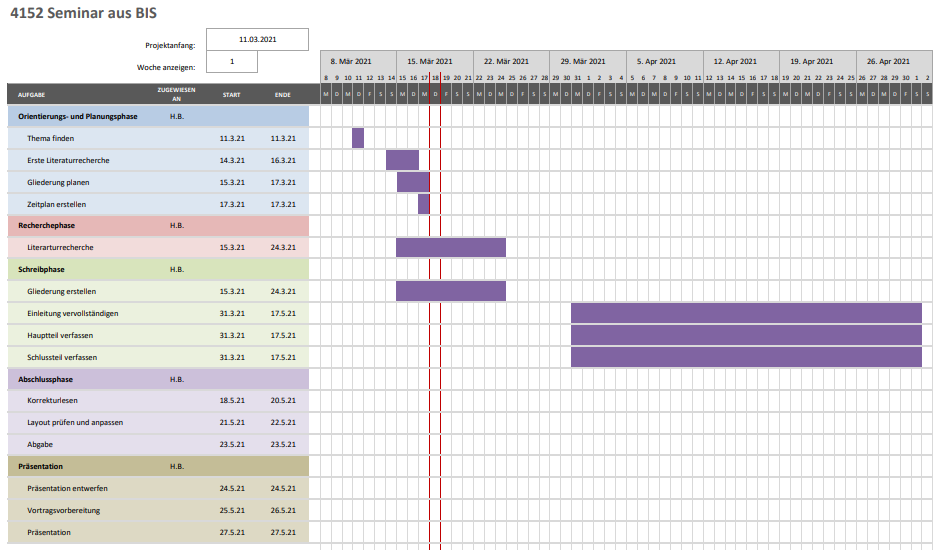 4152 Seminar aus BIS
Projektanfang: 11.03.2021
Woche anzeigen: 1
8. Mär 2021 15. Mär 2021 22. Mär 2021 29. Mär 2021 5. Apr 2021 12. Apr 2021 19. Apr 2021 26. Apr 2021
8 9 10 11 12 13 14 15 16 17 18 19 20 21 22 23 24 25 26 27 28 29 30 31 1 2 3 4 5 6 7 8 9 10 11 12 13 14 15 16 17 18 19 20 21 22 23 24 25 26 27 28 29 30 1 2
AUFGABE ZUGEWIESEN AN START ENDE M D M D F S S M D M D F S S M D M D F S S M D M D F S S M D M D F S S M D M D F S S M D M D F S S M D M D F S S
Orientierungs- und Planungsphase H.B.
Thema finden 11.3.21 11.3.21
Erste Literaturrecherche 14.3.21 16.3.21
Gliederung planen 15.3.21 17.3.21
Zeitplan erstellen 17.3.21 17.3.21
Recherchephase H.B.
Literarturrecherche 15.3.21 24.3.21
Schreibphase H.B.
Gliederung erstellen 15.3.21 24.3.21
Einleitung vervollständigen 31.3.21 17.5.21
Hauptteil verfassen 31.3.21 17.5.21
Schlussteil verfassen 31.3.21 17.5.21
Abschlussphase H.B.
Korrekturlesen 18.5.21 20.5.21
Layout prüfen und anpassen 21.5.21 22.5.21
Abgabe 23.5.21 23.5.21
Präsentation H.B.
Präsentation entwerfen 24.5.21 24.5.21
Vortragsvorbereitung 25.5.21 26.5.21
Präsentation 27.5.21 27.5.21